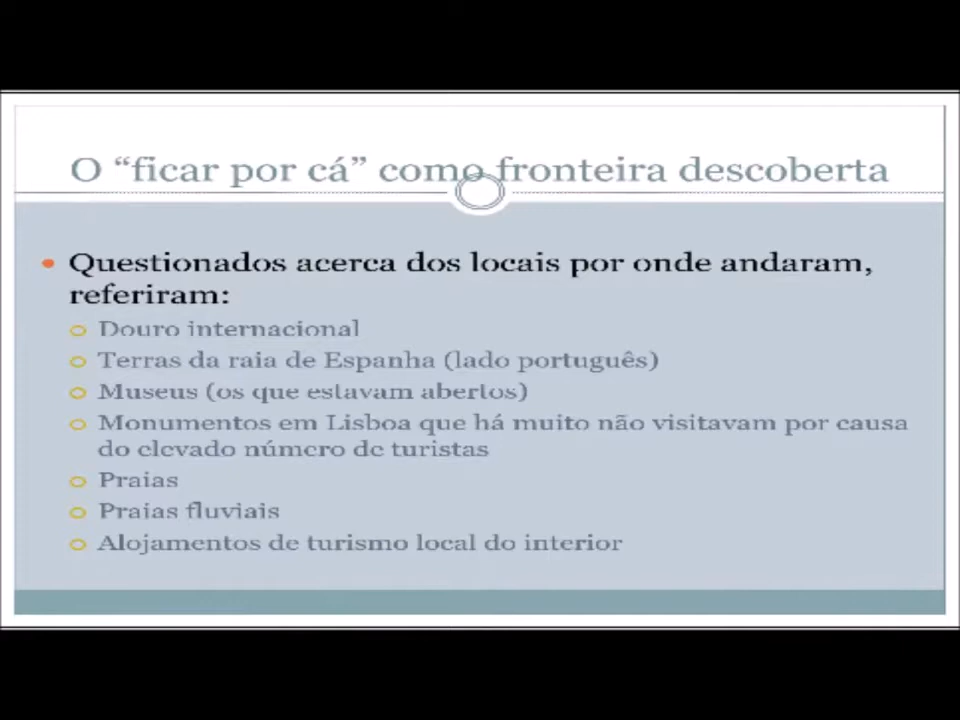 O “ficar por cá” como fronteira descoberta
Questionados acerca dos locais por onde andaram,
referiram:
Douro internacional
Terras da raia de Espanha (lado português)
Museus (os que estavam abertos)
Monumentos em Lisboa que há muito não visitavam por causa
do elevado número de turistas
Praias
Praias fluviais
Alojamentos de turismo local do interior